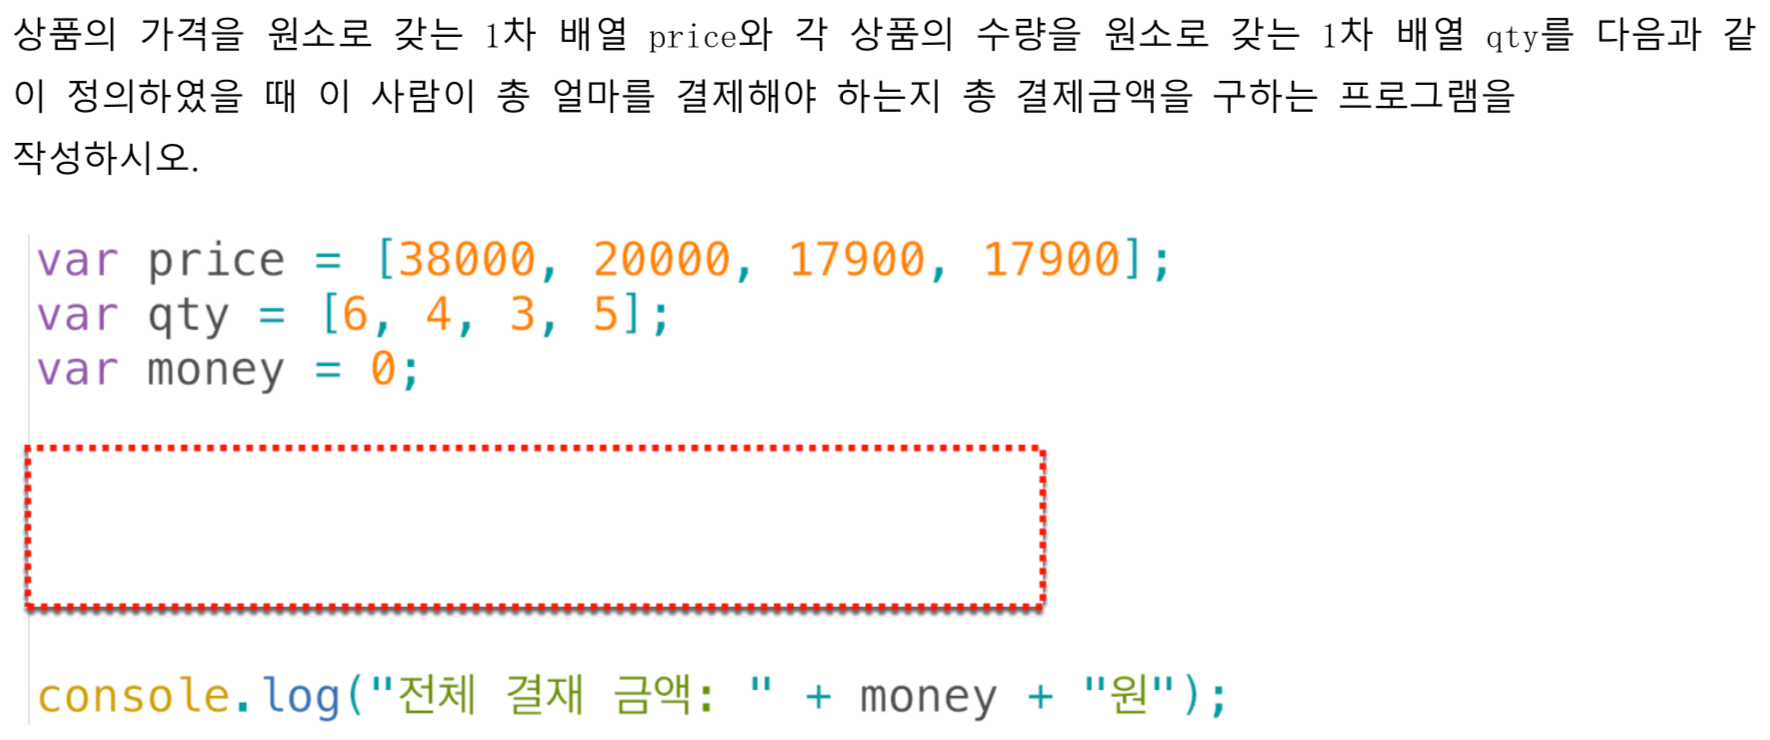 상품의 가격을 원소로 갖는 1차 배열 price와 각 상품의 수량을 원소로 갖는 1차 배열 qty를 다음과 같
이 정의하였을 때 이 사람이 총 얼마를 결제해야 하는지 총 결제금액을 구하는 프로그램을
작성하시오.
var price = [38000, 20000, 17900, 17900];
var qty = [6, 4, 3, 5];
var money = 0;
console.log("전체 결재 금액: " + money + "원");